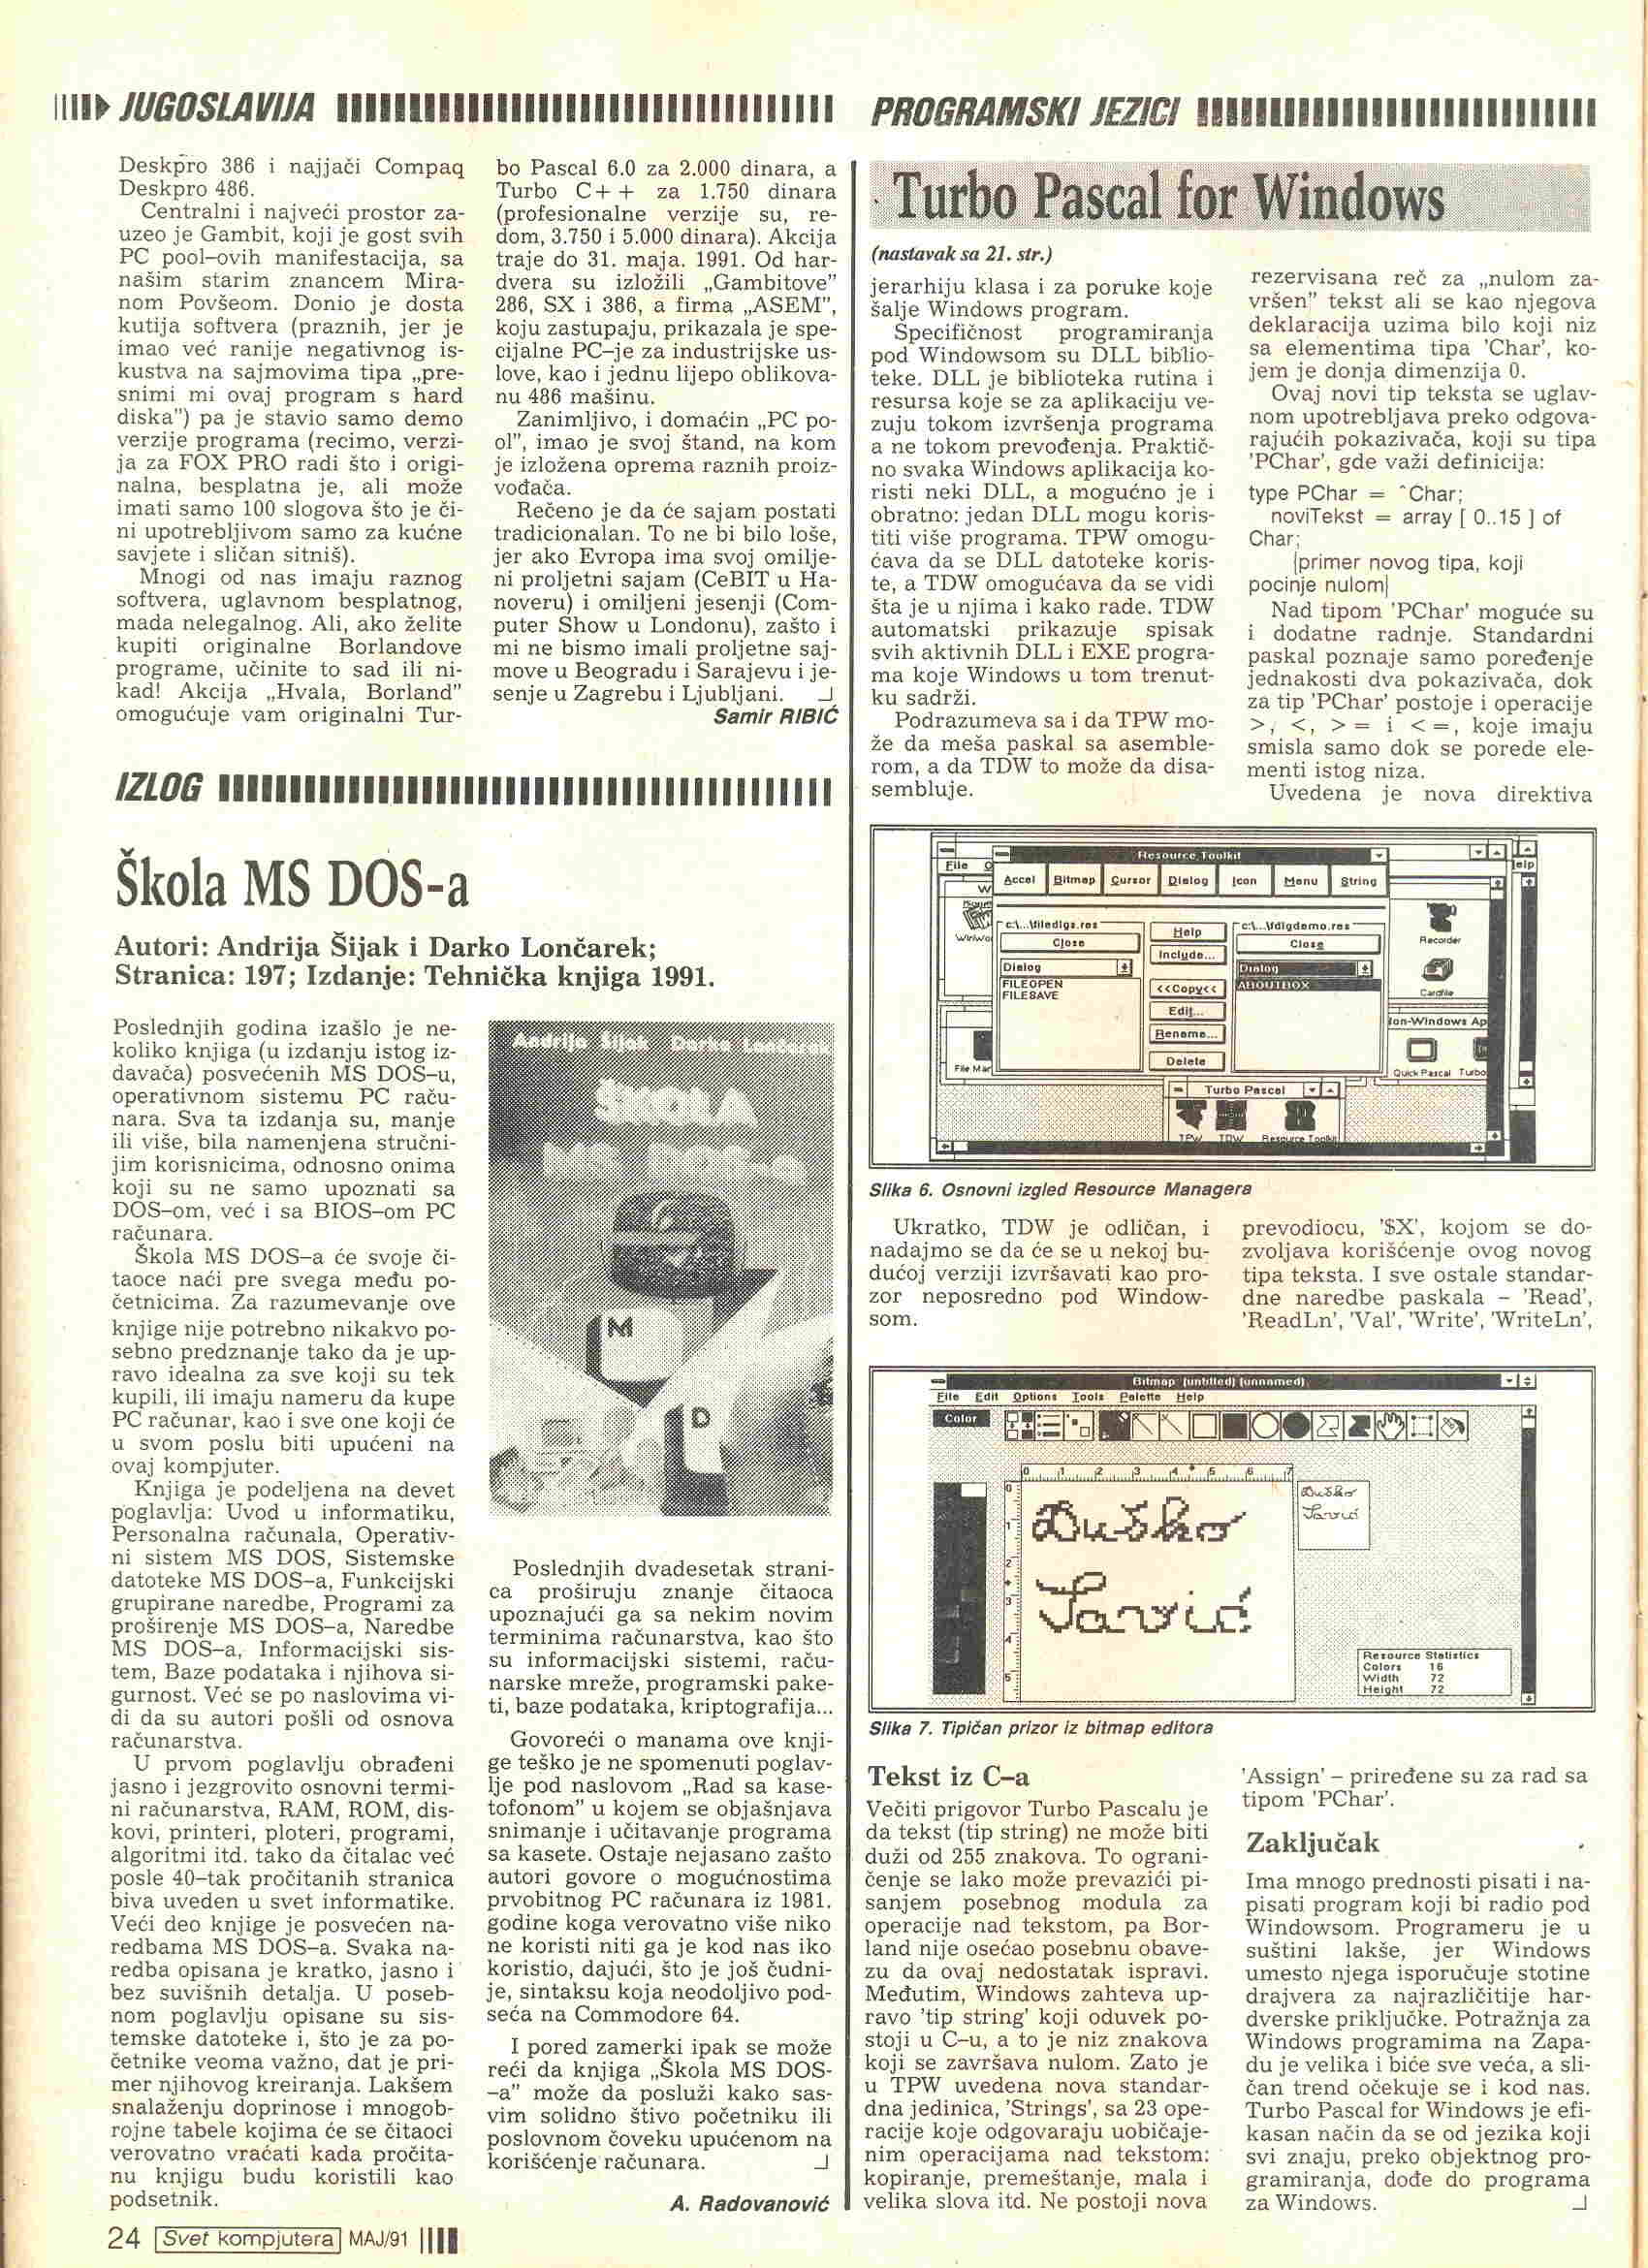 JUGOSLAVIJA
Deskpro 386 i najjači Compaq
Deskpro 486.
Centralni i najveći prostor za-
uzeo je Gambit, koji je gost svih
PC pool-ovih manifestacija, sa
našim starim znancem Mira-
nom Povšeom. Donio je dosta
kutija softvera (praznih, jer je
imao već ranije negativnog is-
kustva na sajmovima tipa „pre-
snimi mi ovaj program s hard
diska") pa je stavio samo demo
verzije programa (recimo, verzi-
ja za FOX PRO radi što i origi-
nalna, besplatna je, ali može
imati samo 100 slogova što je či-
ni upotrebljivom samo za kućne
savjete i sličan sitniš).
Mnogi od nas imaju raznog
softvera, uglavnom besplatnog,
mada nelegalnog. Ali, ako želite
kupiti originalne Borlandove
programe, učinite to sad ili ni-
kad! Akcija „Hvala, Borland"
omogućuje vam originalni Tur-
bo Pascal 6.0 za 2.000 dinara, a
Turbo C++ za 1.750 dinara
(profesionalne verzije su, re-
dom, 3.750 i 5.000 dinara). Akcija
traje do 31. maja. 1991. Od har-
dvera su izložili „Gambitove"
286, SX i 386, a firma „ASEM",
koju zastupaju, prikazala je spe-
cijalne PC-je za industrijske us-
love, kao i jednu lijepo oblikova-
nu 486 mašinu.
Zanimljivo, i domaćin „PC po-
ol", imao je svoj štand, na kom
je izložena oprema raznih proiz-
vođača.
Rečeno je da će sajam postati
tradicionalan. To ne bi bilo loše,
jer ako Evropa ima svoj omilje-
ni proljetni sajam (CeBIT u Ha-
noveru) i omiljeni jesenji (Com-
puter Show u Londonu), zašto i
mi ne bismo imali proljetne saj-
move u Beogradu i Sarajevu i je-
senje u Zagrebu i Ljubljani.
Samir RIBIĆ
IZLOG
Škola MS DOS-a
Autori: Andrija Šijak i Darko Lončarek;
Stranica: 197; Izdanje: Tehnička knjiga 1991.
Poslednjih godina izašlo je ne-
koliko knjiga (u izdanju istog iz-
davača) posvećenih MS DOS-u,
operativnom sistemu PC raču-
nara. Sva ta izdanja su, manje
ili više, bila namenjena stručni-
jim korisnicima, odnosno onima
koji su ne samo upoznati sa
DOS-om, već i sa BIOS-om PC
računara.
Škola MS DOS-a će svoje či-
taoce naći pre svega među po-
četnicima. Za razumevanje ove
knjige nije potrebno nikakvo po-
sebno predznanje tako da je up-
ravo idealna za sve koji su tek
kupili, ili imaju nameru da kupe
PC računar, kao i sve one koji će
u svom poslu biti upućeni na
ovaj kompjuter.
Knjiga je podeljena na devet
poglavlja: Uvod u informatiku,
Personalna računala, Operativ-
ni sistem MS DOS, Sistemske
datoteke MS DOS-a, Funkcijski
grupirane naredbe, Programi za
proširenje MS DOS-a, Naredbe
MS DOS-a, Informacijski sis-
tem, Baze podataka i njihova si-
gurnost. Već se po naslovima vi-
di da su autori pošli od osnova
računarstva.
U prvom poglavlju obrađeni
jasno i jezgrovito osnovni termi-
ni računarstva, RAM, ROM, dis-
kovi, printeri, ploteri, programi,
algoritmi itd. tako da čitalac već
posle 40-tak pročitanih stranica
biva uveden u svet informatike.
Veći deo knjige je posvećen na-
redbama MS DOS-a. Svaka na-
redba opisana je kratko, jasno i
bez suvišnih detalja. U poseb-
nom poglavlju opisane su sis-
temske datoteke i, što je za po-
četnike veoma važno, dat je pri-
mer njihovog kreiranja. Lakšem
snalaženju doprinose i mnogob-
rojne tabele kojima će se čitaoci
verovatno vraćati kada pročita-
nu knjigu budu koristili kao
podsetnik.
Andrija Šijak Darko Lončarek
ŠKOLA
MS DOS-a
M
D
Poslednjih dvadesetak strani-
ca proširuju znanje čitaoca
upoznajući ga sa nekim novim
terminima računarstva, kao što
su informacijski sistemi, raču-
narske mreže, programski pake-
ti, baze podataka, kriptografija...
Govoreći o manama ove knji-
ge teško je ne spomenuti poglav-
lje pod naslovom „Rad sa kase-
tofonom" u kojem se objašnjava
snimanje i učitavanje programa
sa kasete. Ostaje nejasano zašto
autori govore o mogućnostima
prvobitnog PC računara iz 1981.
godine koga verovatno više niko
ne koristi niti ga je kod nas iko
koristio, dajući, što je još čudni-
je, sintaksu koja neodoljivo pod-
seća na Commodore 64.
I pored zamerki ipak se može
reći da knjiga „Škola MS DOS-
-a" može da posluži kako sas-
vim solidno štivo početniku ili
poslovnom čoveku upućenom na
korišćenje računara.
A. Radovanović
PROGRAMSKI JEZICI
Turbo Pascal for Windows
(nastavak sa 21. str.)
jerarhiju klasa i za poruke koje
šalje Windows program.
Specifičnost programiranja
pod Windowsom su DLL biblio-
teke. DLL je biblioteka rutina i
resursa koje se za aplikaciju ve-
zuju tokom izvršenja programa
a ne tokom prevođenja. Praktič-
no svaka Windows aplikacija ko-
risti neki DLL, a mogućno je i
obratno: jedan DLL mogu koris-
titi više programa. TPW omogu-
ćava da se DLL datoteke koris-
te, a TDW omogućava da se vidi
šta je u njima i kako rade. TDW
automatski prikazuje spisak
svih aktivnih DLL i EXE progra-
ma koje Windows u tom trenut-
ku sadrži.
Podrazumeva sa i da TPW mo-
že da meša paskal sa asemble-
rom, a da TDW to može da disa-
sembluje.
rezervisana reč za „nulom za-
vršen" tekst ali se kao njegova
deklaracija uzima bilo koji niz
sa elementima tipa 'Char', ko-
jem je donja dimenzija 0.
Ovaj novi tip teksta se uglav-
nom upotrebljava preko odgova-
rajućih pokazivača, koji su tipa
'PChar', gde važi definicija:
type PChar = ^Char;
noviTekst = array [ 0..15 ] of
Char;
{primer novog tipa, koji
pocinje nulom}
Nad tipom 'PChar' moguće su
i dodatne radnje. Standardni
paskal poznaje samo poređenje
jednakosti dva pokazivača, dok
za tip 'PChar' postoje i operacije
>, <, >= i <=, koje imaju
smisla samo dok se porede ele-
menti istog niza.
Uvedena je nova direktiva
Resource Toolkit
File
Help
Accel Bitmap Cursor Dialog Icon Menu String
c:\...\filedlgs.res
Close
Dialog
FILEOPEN
FILESAVE
Help
Include...
<<Copy<<
Edit...
Rename...
Delete
c:\...\fdlgdemo.res
Close
Dialog
ABOUTBOX
Recorder
Cardfile
Non-Windows Ap
Quick Pascal Turbo
File Man
Turbo Pascal
TPW TDW Resource Toolkit
Slika 6. Osnovni izgled Resource Managera
Ukratko, TDW je odličan, i
nadajmo se da će se u nekoj bu-
dućoj verziji izvršavati kao pro-
zor neposredno pod Window-
som.
prevodiocu, '$X', kojom se do-
zvoljava korišćenje ovog novog
tipa teksta. I sve ostale standar-
dne naredbe paskala – 'Read',
'ReadLn', 'Val', 'Write', 'WriteLn',
Bitmap (untitled) (unnamed)
File Edit Options Tools Palette Help
Color
0 1 2 3 4 5 6 7
0
1
2
3
4
5
Duško
Savić
Duško
Savić
Resource Statistics
Colors 16
Width 72
Height 72
Slika 7. Tipičan prizor iz bitmap editora
Tekst iz C-a
Večiti prigovor Turbo Pascalu je
da tekst (tip string) ne može biti
duži od 255 znakova. To ograni-
čenje se lako može prevazići pi-
sanjem posebnog modula za
operacije nad tekstom, pa Bor-
land nije osećao posebnu obave-
zu da ovaj nedostatak ispravi.
Međutim, Windows zahteva up-
ravo 'tip string' koji oduvek po-
stoji u C-u, a to je niz znakova
koji se završava nulom. Zato je
u TPW uvedena nova standar-
dna jedinica, 'Strings', sa 23 ope-
racije koje odgovaraju uobičaje-
nim operacijama nad tekstom:
kopiranje, premeštanje, mala i
velika slova itd. Ne postoji nova
'Assign' – priređene su za rad sa
tipom 'PChar'.
Zaključak
Ima mnogo prednosti pisati i na-
pisati program koji bi radio pod
Windowsom. Programeru je u
suštini lakše, jer Windows
umesto njega isporučuje stotine
drajvera za najrazličitije har-
dverske priključke. Potražnja za
Windows programima na Zapa-
du je velika i biće sve veća, a sli-
čan trend očekuje se i kod nas.
Turbo Pascal for Windows je efi-
kasan način da se od jezika koji
svi znaju, preko objektnog pro-
gramiranja, dođe do programa
za Windows.
24 Svet kompjutera MAJ/91